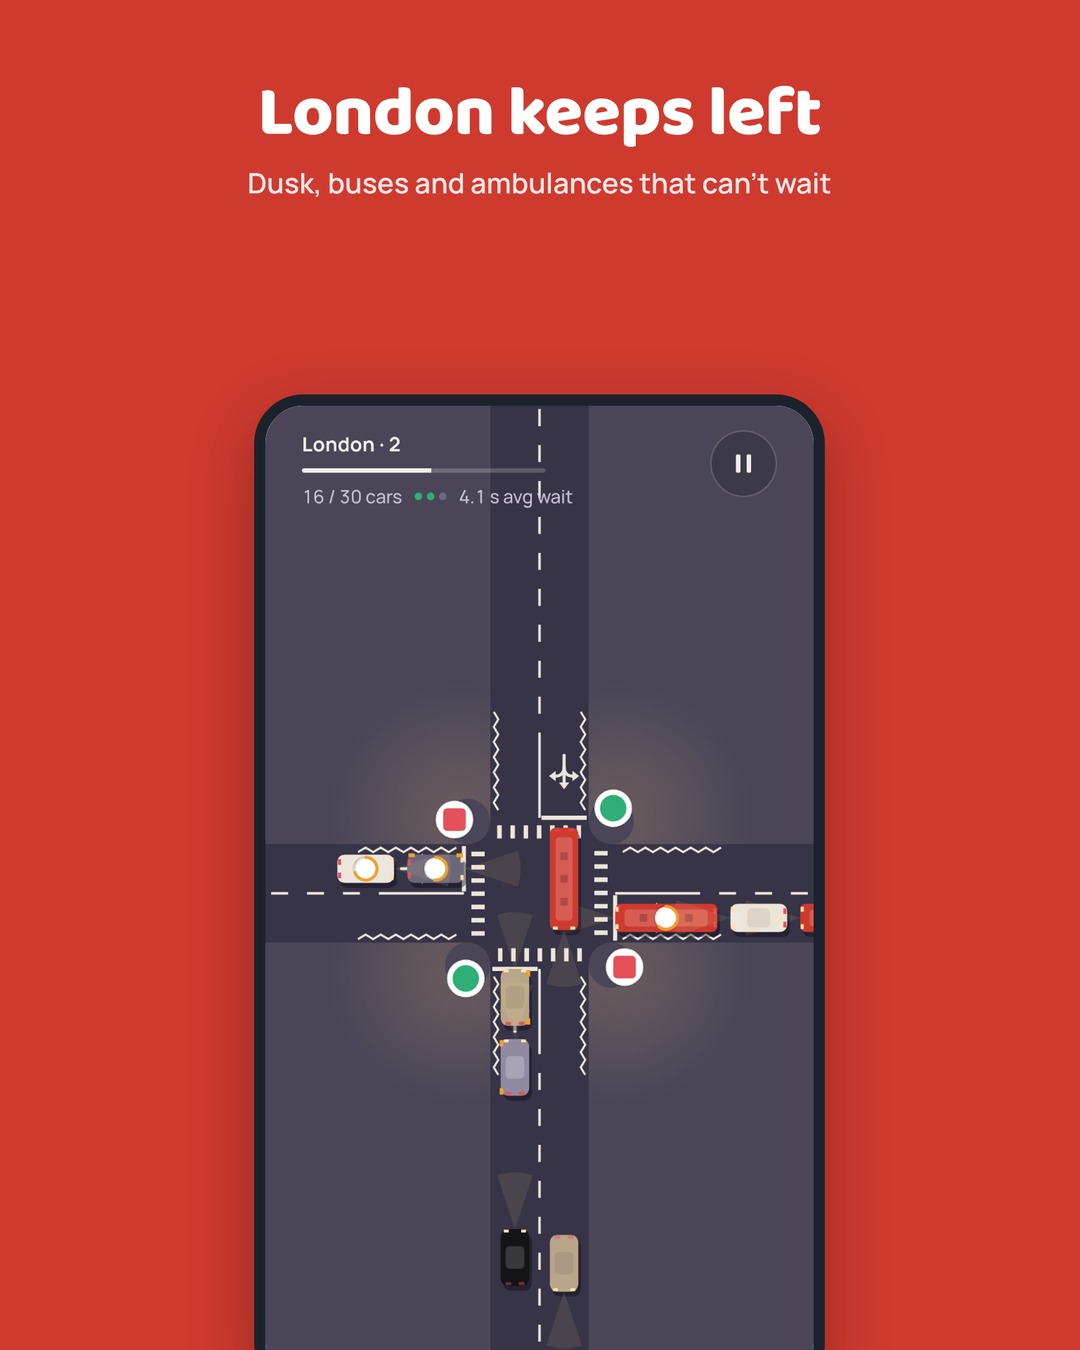 London keeps left
Dusk, buses and ambulances that can’t wait
London · 2
16 / 30 cars 4.1 s avg wait